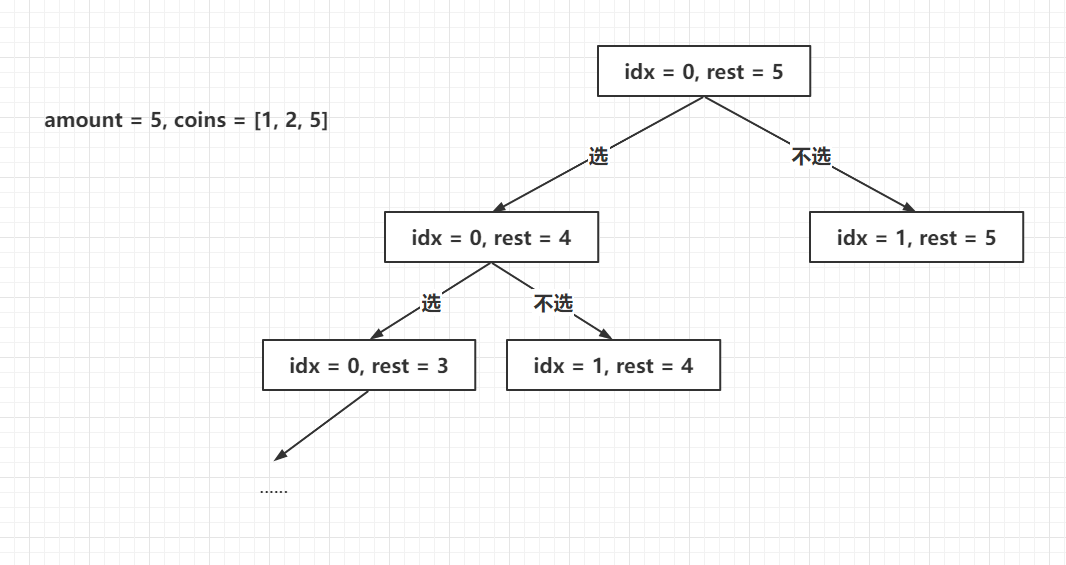 idx = 0, rest = 5
amount = 5, coins = [1, 2, 5]
选
不选
idx = 0, rest = 4
idx = 1, rest = 5
选
不选
idx = 0, rest = 3
idx = 1, rest = 4
......